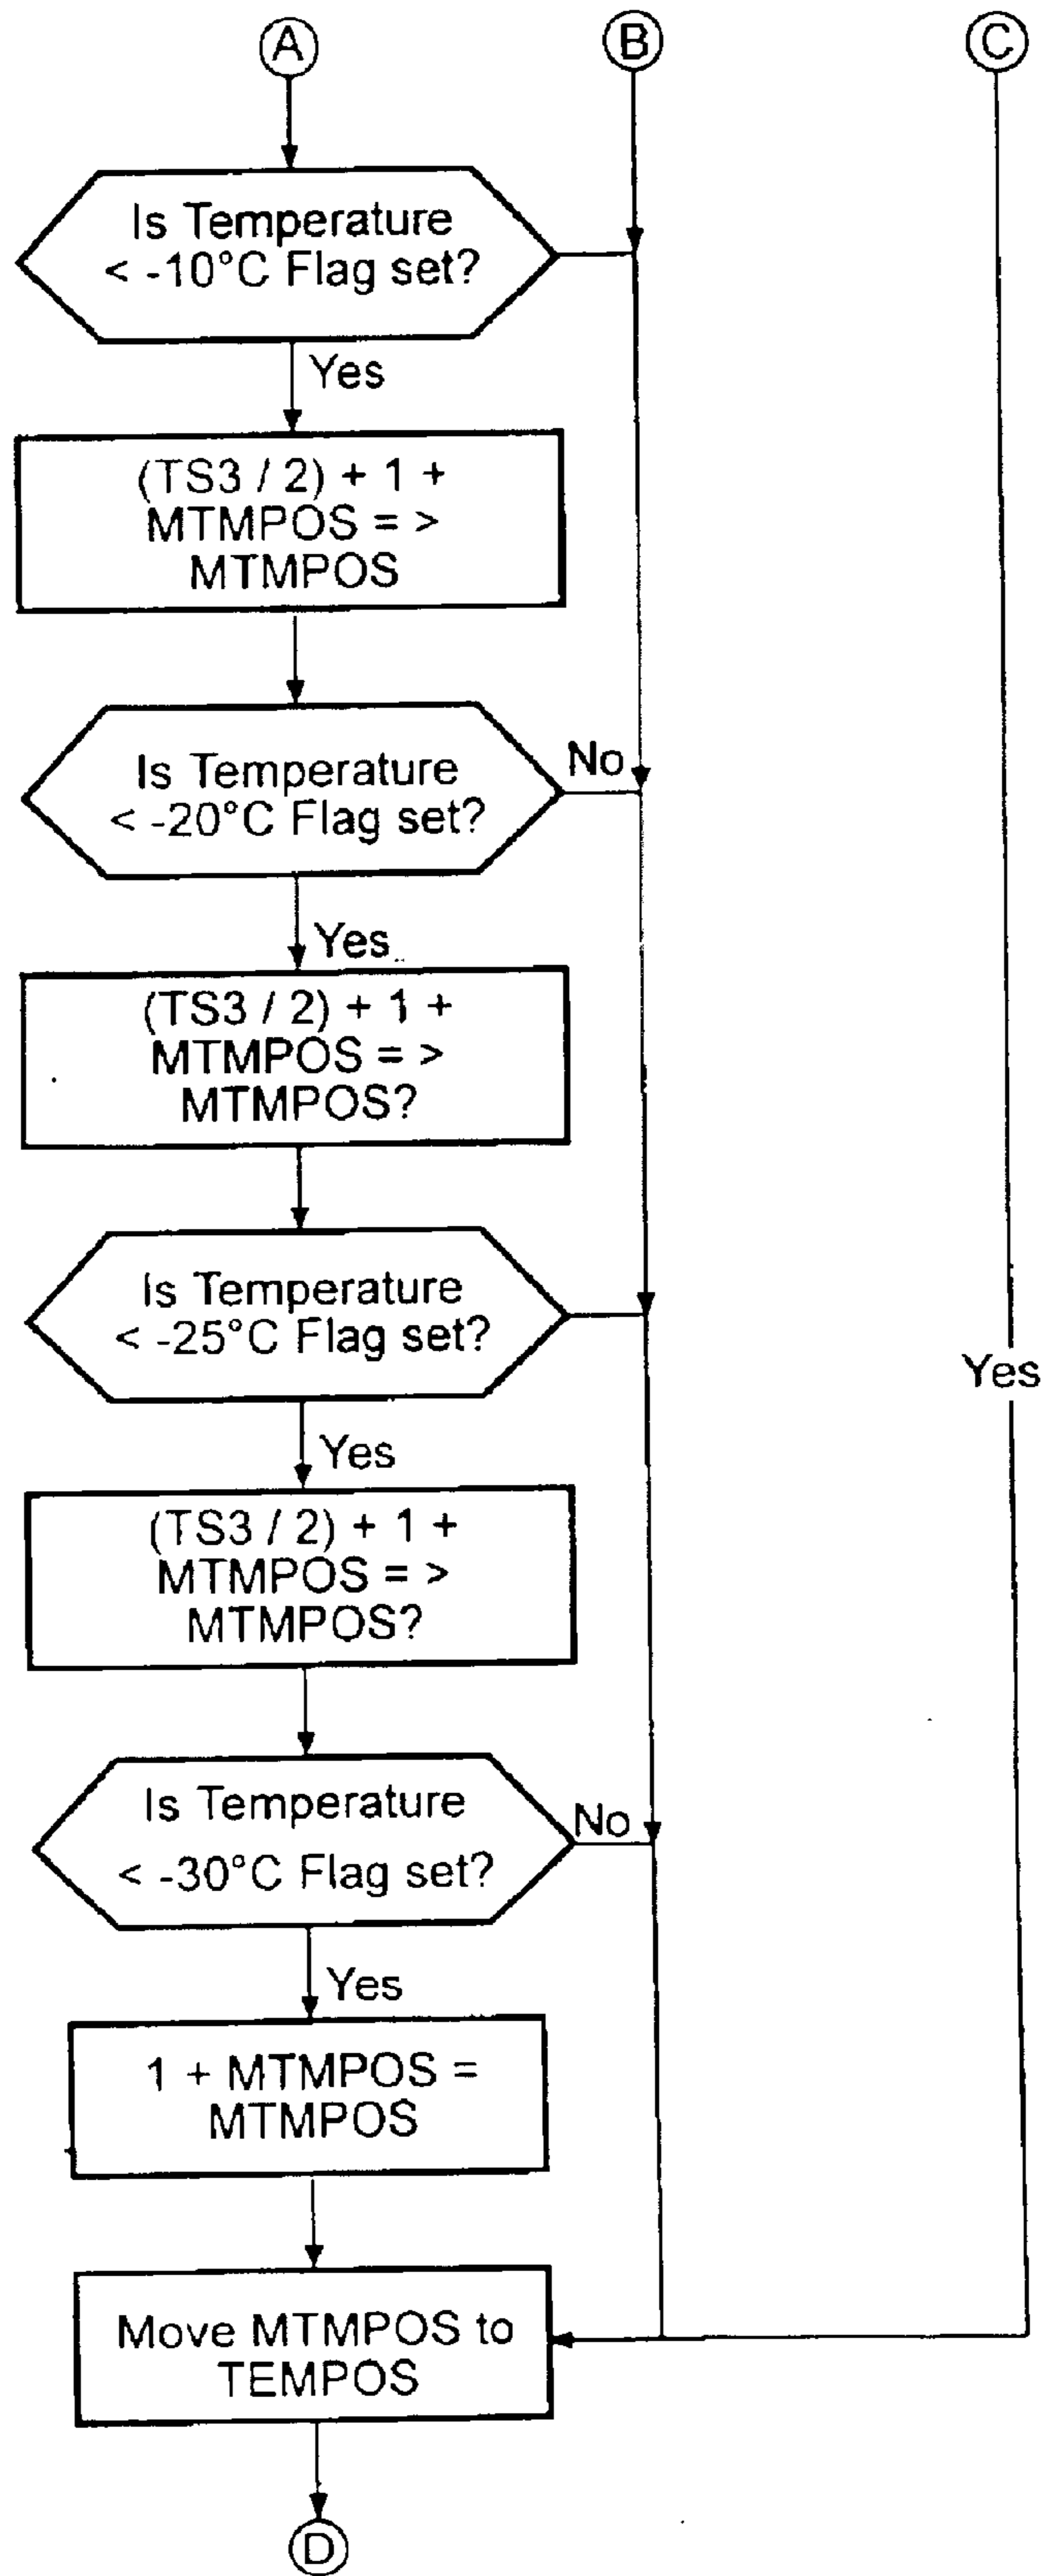 A
B
C
Is Temperature
< -10°C Flag set?
Yes
(TS3 / 2) + 1 +
MTMPOS = >
MTMPOS
Is Temperature
< -20°C Flag set?
No
Yes
(TS3 / 2) + 1 +
MTMPOS = >
MTMPOS?
Is Temperature
< -25°C Flag set?
Yes
Yes
(TS3 / 2) + 1 +
MTMPOS = >
MTMPOS?
Is Temperature
< -30°C Flag set?
No
Yes
1 + MTMPOS =
MTMPOS
Move MTMPOS to
TEMPOS
D